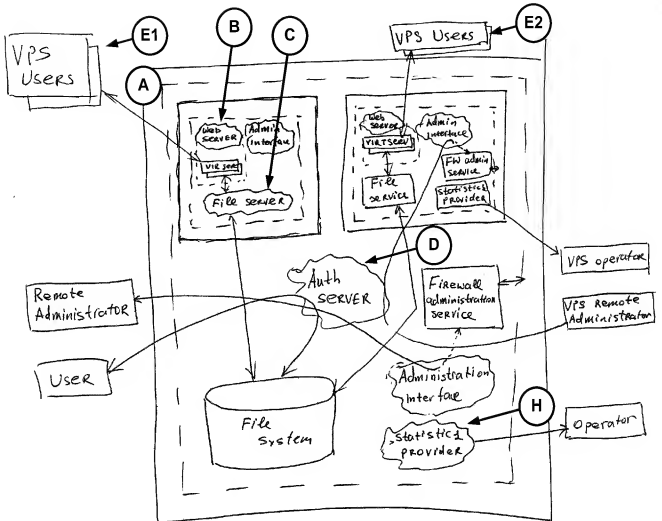 E1
B
C
E2
VPS
Users
VPS Users
A
Web
SERVER
Admin
Interfac
VIR SERV
File SERVER
Web
SERVER
Admin
Interface
VIRTSERV
FW admin
SERVICE
File
SERVICE
Statistics
PROVIDER
D
Auth
SERVER
VPS operator
Remote
Administrator
Firewall
administration
SERVICE
VPS Remote
Administrator
User
Administration
Interface
H
File
System
Statistics
PROVIDER
Operator